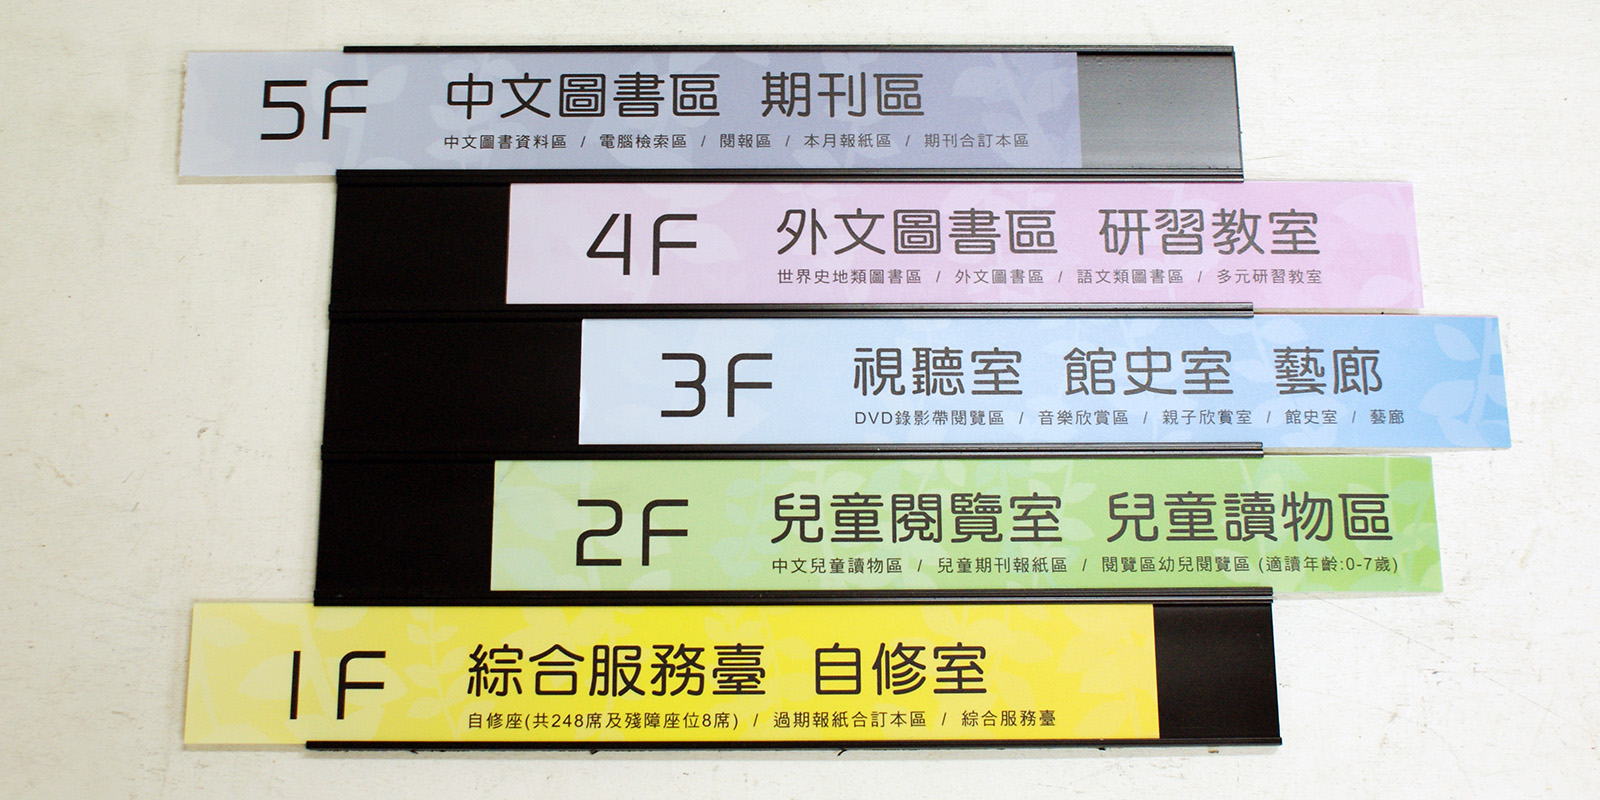 5F 中文圖書區 期刊區
中文圖書資料區 / 電腦檢索區 / 閱報區 / 本月報紙區 / 期刊合訂本區
4F 外文圖書區 研習教室
世界史地類圖書區 / 外文圖書區 / 語文類圖書區 / 多元研習教室
3F 視聽室 館史室 藝廊
DVD錄影帶閱覽區 / 音樂欣賞區 / 親子欣賞室 / 館史室 / 藝廊
2F 兒童閱覽室 兒童讀物區
中文兒童讀物區 / 兒童期刊報紙區 / 閱覽區幼兒閱覽區 (適讀年齡:0-7歲)
1F 綜合服務臺 自修室
自修座(共248席及殘障座位8席) / 過期報紙合訂本區 / 綜合服務臺